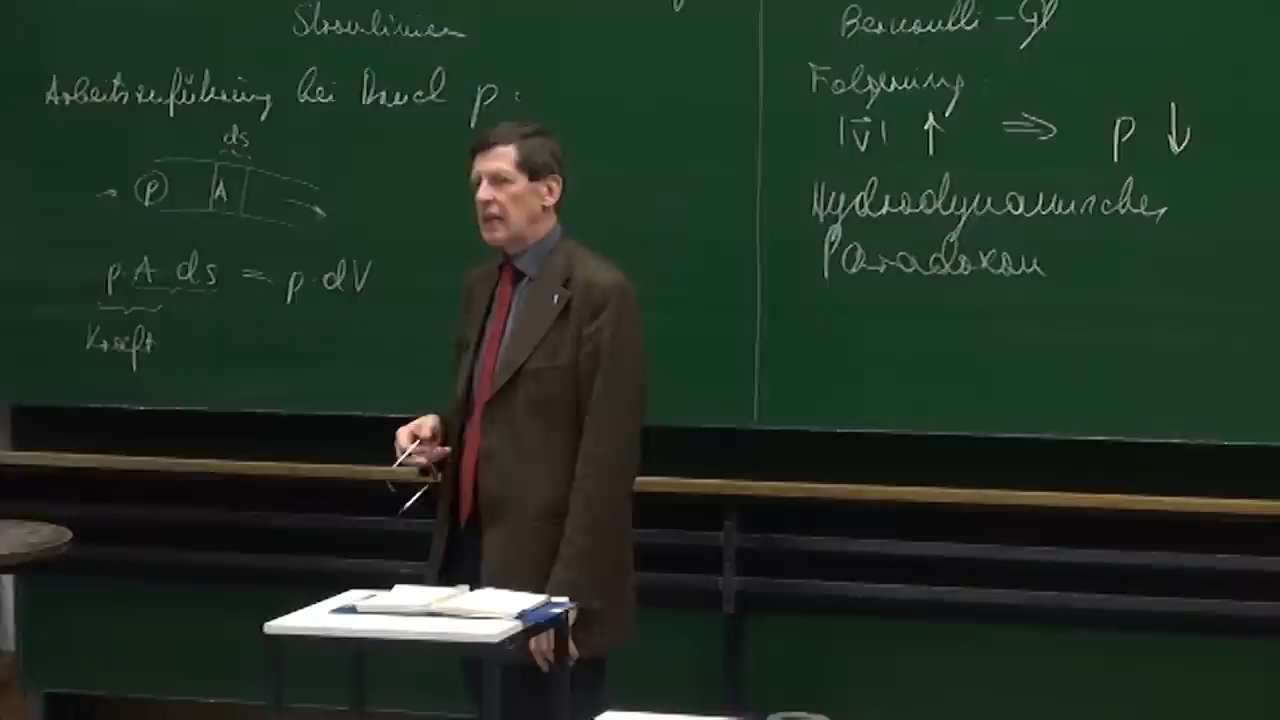 Stromlinien
Arbeitszuführung bei Druck p:
ds
P A
p A ds = p·dV
Kraft
Bernoulli-Gl
Folgerung
|v⃗| ↑ ⇒ p ↓
Hydrodynamisches
Paradoxon